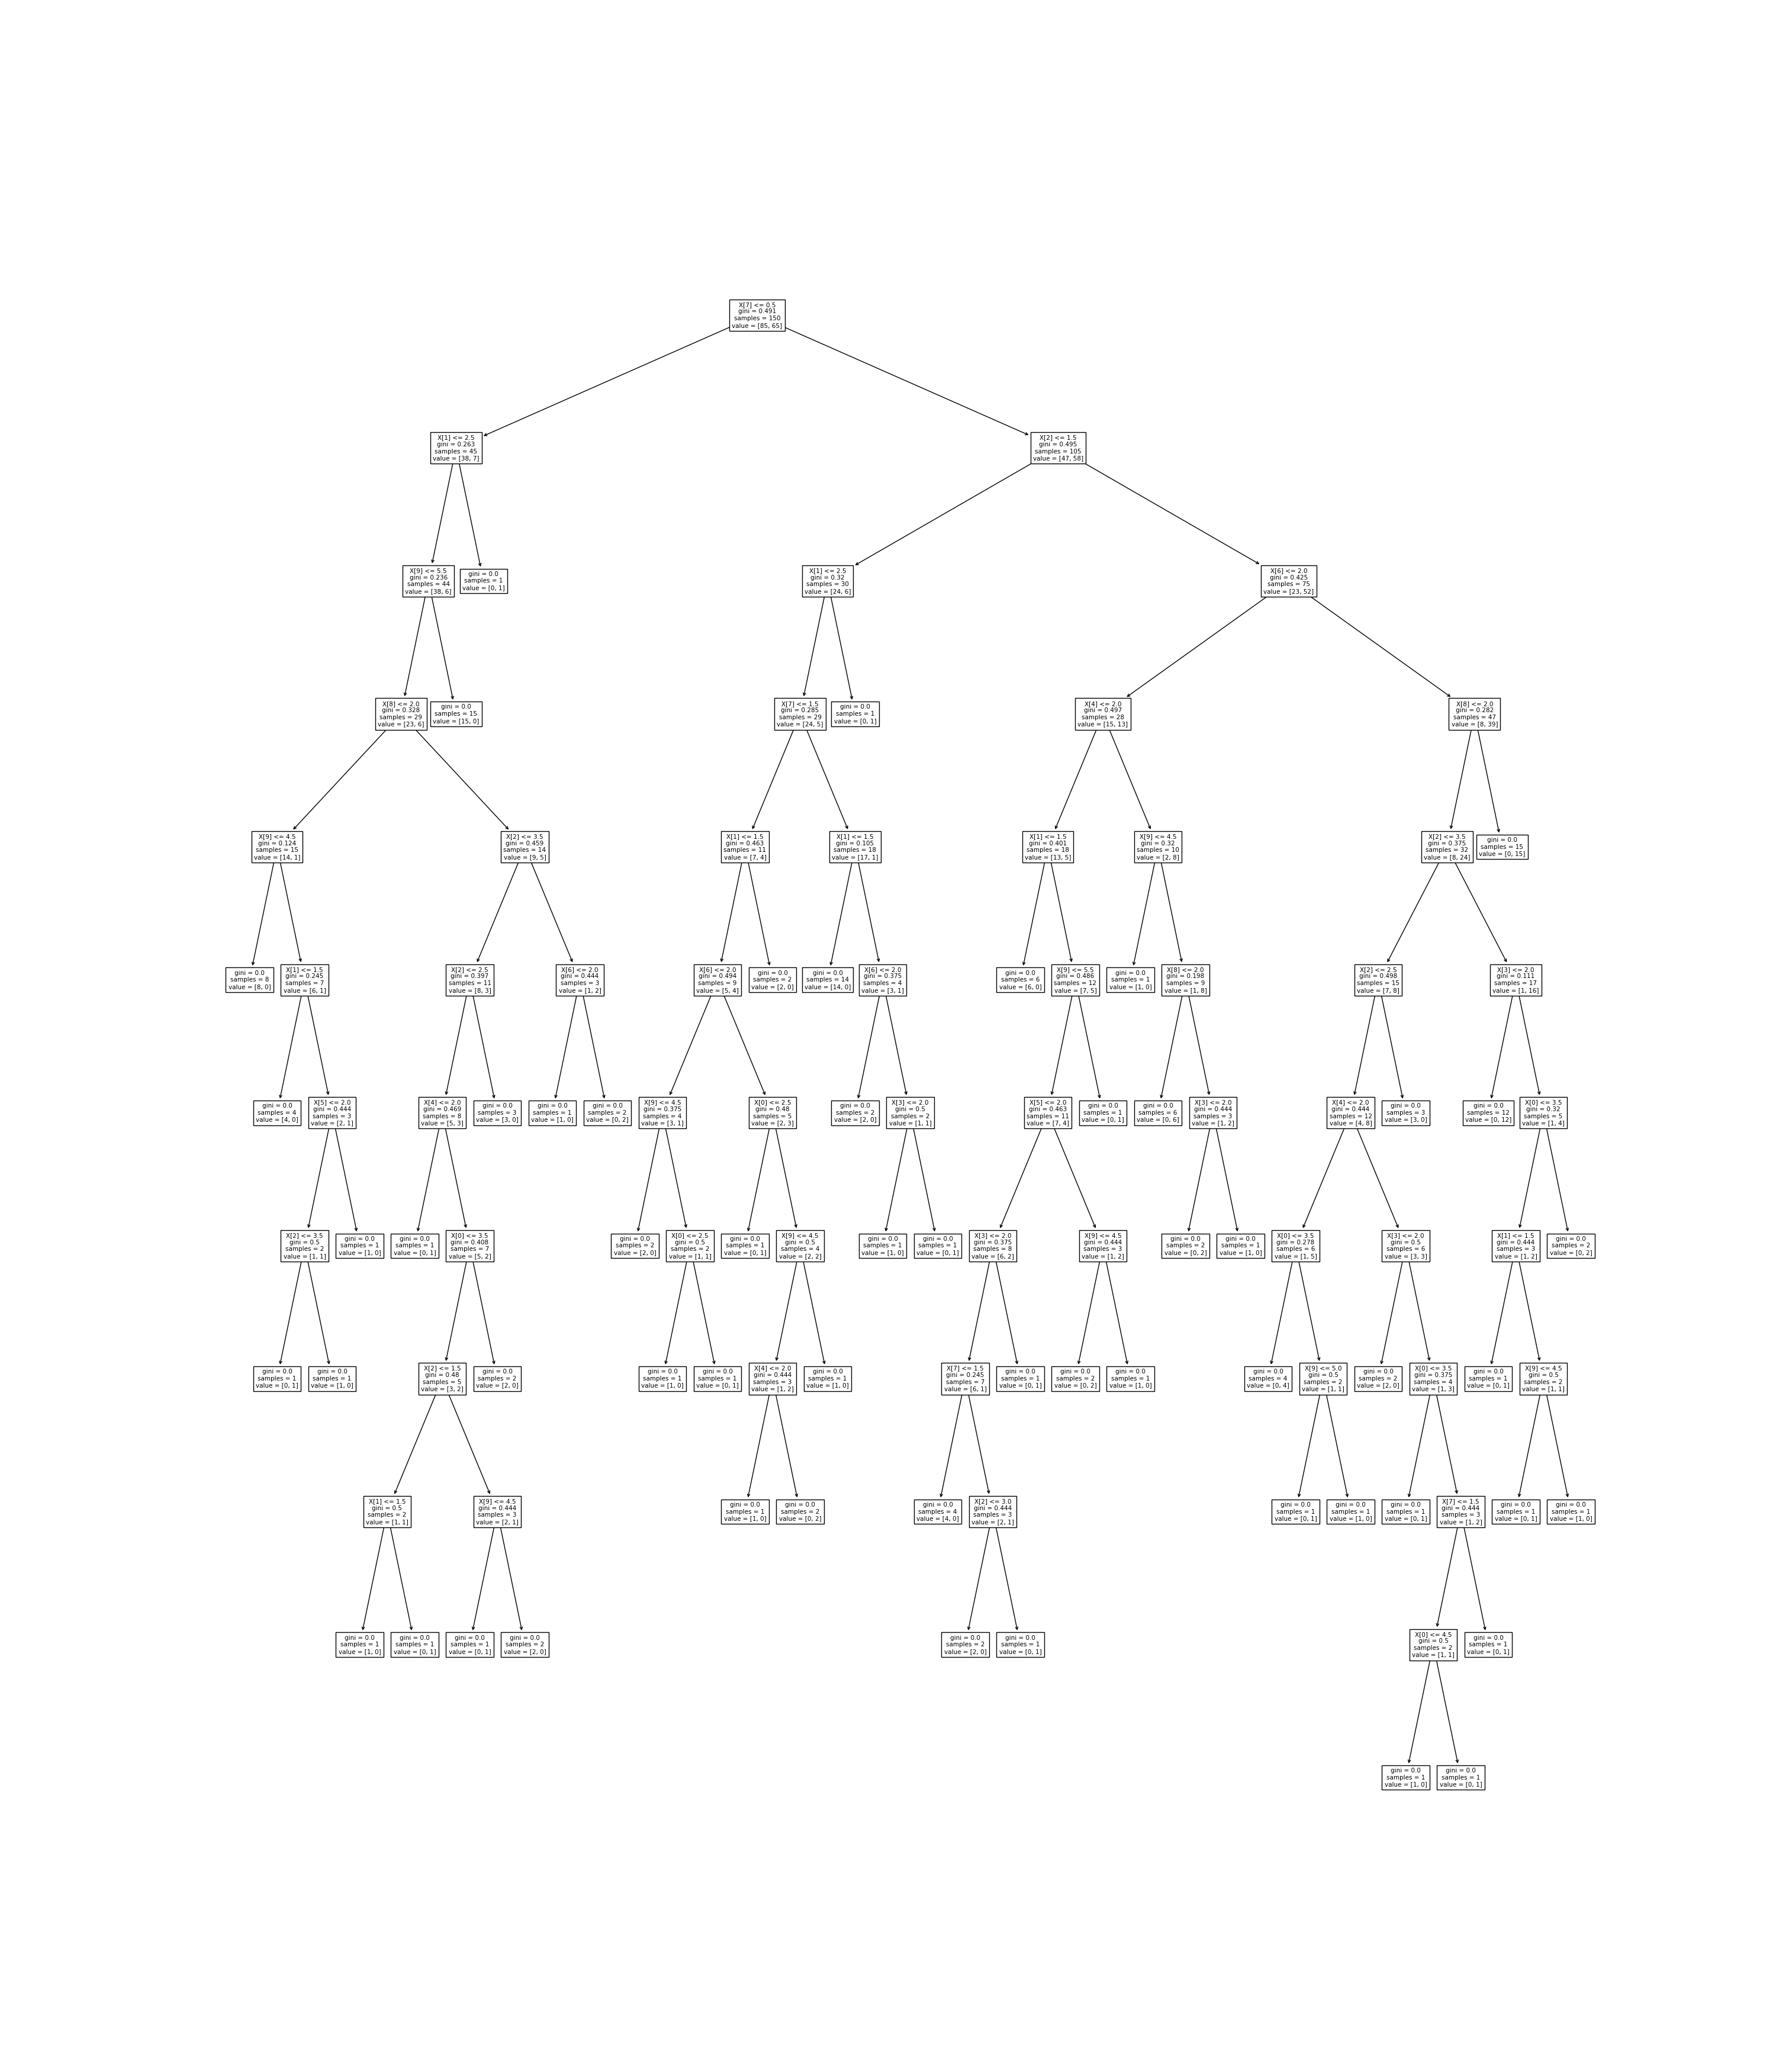 X[7] <= 0.5
gini = 0.491
samples = 150
value = [85, 65]
X[1] <= 2.5
gini = 0.263
samples = 45
value = [38, 7]
X[2] <= 1.5
gini = 0.495
samples = 105
value = [47, 58]
X[9] <= 5.5
gini = 0.236
samples = 44
value = [38, 6]
gini = 0.0
samples = 1
value = [0, 1]
X[1] <= 2.5
gini = 0.32
samples = 30
value = [24, 6]
X[6] <= 2.0
gini = 0.425
samples = 75
value = [23, 52]
X[8] <= 2.0
gini = 0.328
samples = 29
value = [23, 6]
gini = 0.0
samples = 15
value = [15, 0]
X[7] <= 1.5
gini = 0.285
samples = 29
value = [24, 5]
gini = 0.0
samples = 1
value = [0, 1]
X[4] <= 2.0
gini = 0.497
samples = 28
value = [15, 13]
X[8] <= 2.0
gini = 0.282
samples = 47
value = [8, 39]
X[9] <= 4.5
gini = 0.124
samples = 15
value = [14, 1]
X[2] <= 3.5
gini = 0.459
samples = 14
value = [9, 5]
X[1] <= 1.5
gini = 0.463
samples = 11
value = [7, 4]
X[1] <= 1.5
gini = 0.105
samples = 18
value = [17, 1]
X[1] <= 1.5
gini = 0.401
samples = 18
value = [13, 5]
X[9] <= 4.5
gini = 0.32
samples = 10
value = [2, 8]
X[2] <= 3.5
gini = 0.375
samples = 32
value = [8, 24]
gini = 0.0
samples = 15
value = [0, 15]
gini = 0.0
samples = 8
value = [8, 0]
X[1] <= 1.5
gini = 0.245
samples = 7
value = [6, 1]
X[2] <= 2.5
gini = 0.397
samples = 11
value = [8, 3]
X[6] <= 2.0
gini = 0.444
samples = 3
value = [1, 2]
X[6] <= 2.0
gini = 0.494
samples = 9
value = [5, 4]
gini = 0.0
samples = 2
value = [2, 0]
gini = 0.0
samples = 14
value = [14, 0]
X[6] <= 2.0
gini = 0.375
samples = 4
value = [3, 1]
gini = 0.0
samples = 6
value = [6, 0]
X[9] <= 5.5
gini = 0.486
samples = 12
value = [7, 5]
gini = 0.0
samples = 1
value = [1, 0]
X[8] <= 2.0
gini = 0.198
samples = 9
value = [1, 8]
X[2] <= 2.5
gini = 0.498
samples = 15
value = [7, 8]
X[3] <= 2.0
gini = 0.111
samples = 17
value = [1, 16]
gini = 0.0
samples = 4
value = [4, 0]
X[5] <= 2.0
gini = 0.444
samples = 3
value = [2, 1]
X[4] <= 2.0
gini = 0.469
samples = 8
value = [5, 3]
gini = 0.0
samples = 3
value = [3, 0]
gini = 0.0
samples = 1
value = [1, 0]
gini = 0.0
samples = 2
value = [0, 2]
X[9] <= 4.5
gini = 0.375
samples = 4
value = [3, 1]
X[0] <= 2.5
gini = 0.48
samples = 5
value = [2, 3]
gini = 0.0
samples = 2
value = [2, 0]
X[3] <= 2.0
gini = 0.5
samples = 2
value = [1, 1]
X[5] <= 2.0
gini = 0.463
samples = 11
value = [7, 4]
gini = 0.0
samples = 1
value = [0, 1]
gini = 0.0
samples = 6
value = [0, 6]
X[3] <= 2.0
gini = 0.444
samples = 3
value = [1, 2]
X[4] <= 2.0
gini = 0.444
samples = 12
value = [4, 8]
gini = 0.0
samples = 3
value = [3, 0]
gini = 0.0
samples = 12
value = [0, 12]
X[0] <= 3.5
gini = 0.32
samples = 5
value = [1, 4]
X[2] <= 3.5
gini = 0.5
samples = 2
value = [1, 1]
gini = 0.0
samples = 1
value = [1, 0]
gini = 0.0
samples = 1
value = [0, 1]
X[0] <= 3.5
gini = 0.408
samples = 7
value = [5, 2]
gini = 0.0
samples = 2
value = [2, 0]
X[0] <= 2.5
gini = 0.5
samples = 2
value = [1, 1]
gini = 0.0
samples = 1
value = [0, 1]
X[9] <= 4.5
gini = 0.5
samples = 4
value = [2, 2]
gini = 0.0
samples = 1
value = [1, 0]
gini = 0.0
samples = 1
value = [0, 1]
X[3] <= 2.0
gini = 0.375
samples = 8
value = [6, 2]
X[9] <= 4.5
gini = 0.444
samples = 3
value = [1, 2]
gini = 0.0
samples = 2
value = [0, 2]
gini = 0.0
samples = 1
value = [1, 0]
X[0] <= 3.5
gini = 0.278
samples = 6
value = [1, 5]
X[3] <= 2.0
gini = 0.5
samples = 6
value = [3, 3]
X[1] <= 1.5
gini = 0.444
samples = 3
value = [1, 2]
gini = 0.0
samples = 2
value = [0, 2]
gini = 0.0
samples = 1
value = [0, 1]
gini = 0.0
samples = 1
value = [1, 0]
X[2] <= 1.5
gini = 0.48
samples = 5
value = [3, 2]
gini = 0.0
samples = 2
value = [2, 0]
gini = 0.0
samples = 1
value = [1, 0]
gini = 0.0
samples = 1
value = [0, 1]
X[4] <= 2.0
gini = 0.444
samples = 3
value = [1, 2]
gini = 0.0
samples = 1
value = [1, 0]
X[7] <= 1.5
gini = 0.245
samples = 7
value = [6, 1]
gini = 0.0
samples = 1
value = [0, 1]
gini = 0.0
samples = 2
value = [0, 2]
gini = 0.0
samples = 1
value = [1, 0]
gini = 0.0
samples = 4
value = [0, 4]
X[9] <= 5.0
gini = 0.5
samples = 2
value = [1, 1]
gini = 0.0
samples = 2
value = [2, 0]
X[0] <= 3.5
gini = 0.375
samples = 4
value = [1, 3]
gini = 0.0
samples = 1
value = [0, 1]
X[9] <= 4.5
gini = 0.5
samples = 2
value = [1, 1]
X[1] <= 1.5
gini = 0.5
samples = 2
value = [1, 1]
X[9] <= 4.5
gini = 0.444
samples = 3
value = [2, 1]
gini = 0.0
samples = 1
value = [1, 0]
gini = 0.0
samples = 2
value = [0, 2]
gini = 0.0
samples = 4
value = [4, 0]
X[2] <= 3.0
gini = 0.444
samples = 3
value = [2, 1]
gini = 0.0
samples = 1
value = [0, 1]
gini = 0.0
samples = 1
value = [1, 0]
gini = 0.0
samples = 1
value = [0, 1]
X[7] <= 1.5
gini = 0.444
samples = 3
value = [1, 2]
gini = 0.0
samples = 1
value = [0, 1]
gini = 0.0
samples = 1
value = [1, 0]
gini = 0.0
samples = 1
value = [1, 0]
gini = 0.0
samples = 1
value = [0, 1]
gini = 0.0
samples = 1
value = [0, 1]
gini = 0.0
samples = 2
value = [2, 0]
gini = 0.0
samples = 2
value = [2, 0]
gini = 0.0
samples = 1
value = [0, 1]
X[0] <= 4.5
gini = 0.5
samples = 2
value = [1, 1]
gini = 0.0
samples = 1
value = [0, 1]
gini = 0.0
samples = 1
value = [1, 0]
gini = 0.0
samples = 1
value = [0, 1]